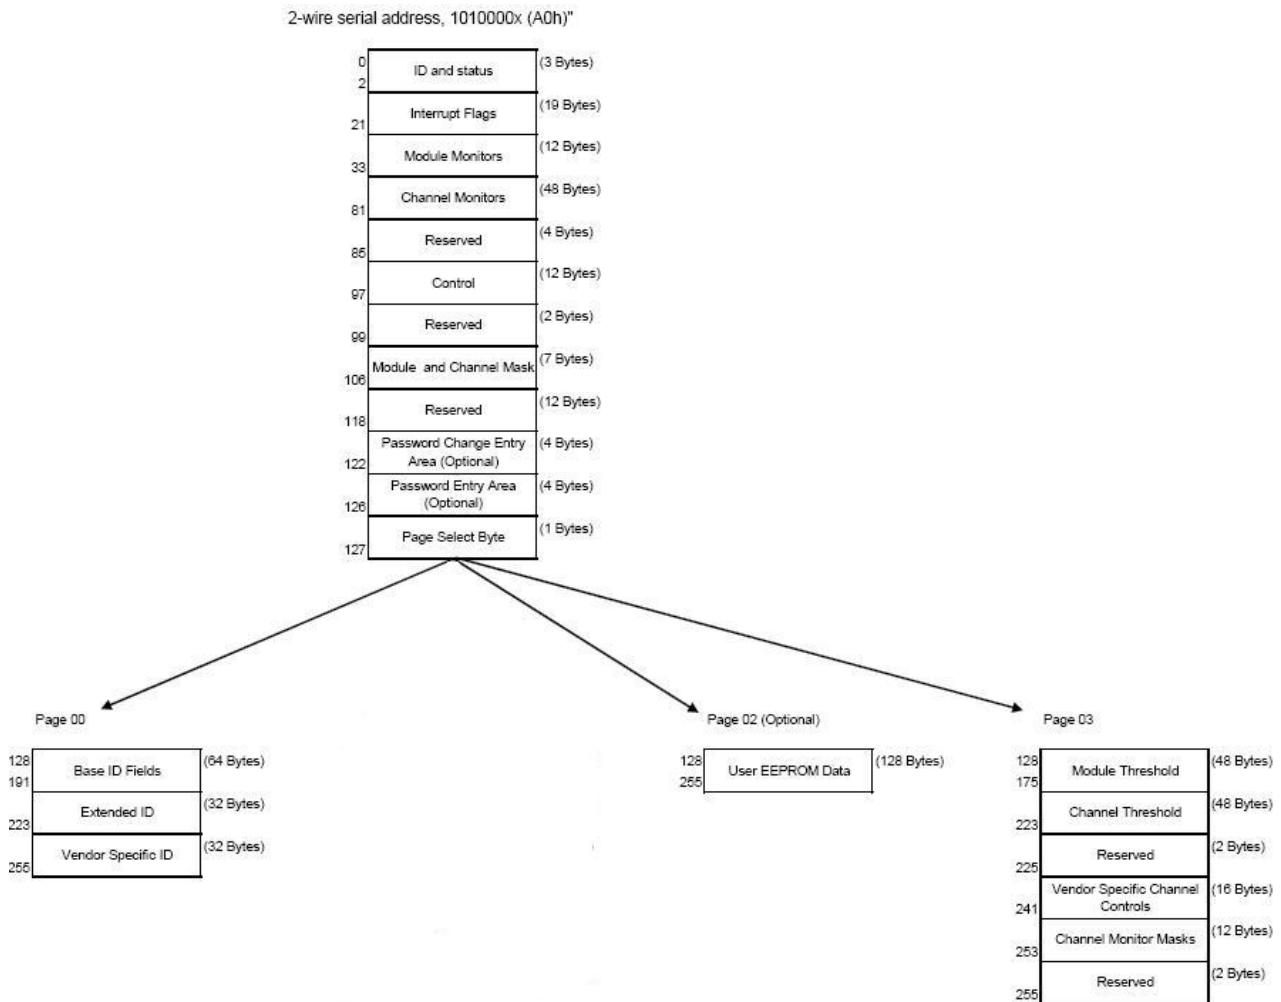 2-wire serial address, 1010000x (A0h)"
0
ID and status
(3 Bytes)
2
Interrupt Flags
(19 Bytes)
21
Module Monitors
(12 Bytes)
33
Channel Monitors
(48 Bytes)
81
Reserved
(4 Bytes)
85
Control
(12 Bytes)
97
Reserved
(2 Bytes)
99
Module and Channel Mask
(7 Bytes)
106
Reserved
(12 Bytes)
118
Password Change Entry
Area (Optional)
(4 Bytes)
122
Password Entry Area
(Optional)
(4 Bytes)
126
Page Select Byte
(1 Bytes)
127
Page 00
128
Base ID Fields
(64 Bytes)
191
Extended ID
(32 Bytes)
223
Vendor Specific ID
(32 Bytes)
255
Page 02 (Optional)
128
User EEPROM Data
(128 Bytes)
255
Page 03
128
Module Threshold
(48 Bytes)
175
Channel Threshold
(48 Bytes)
223
Reserved
(2 Bytes)
225
Vendor Specific Channel
Controls
(16 Bytes)
241
Channel Monitor Masks
(12 Bytes)
253
Reserved
(2 Bytes)
255